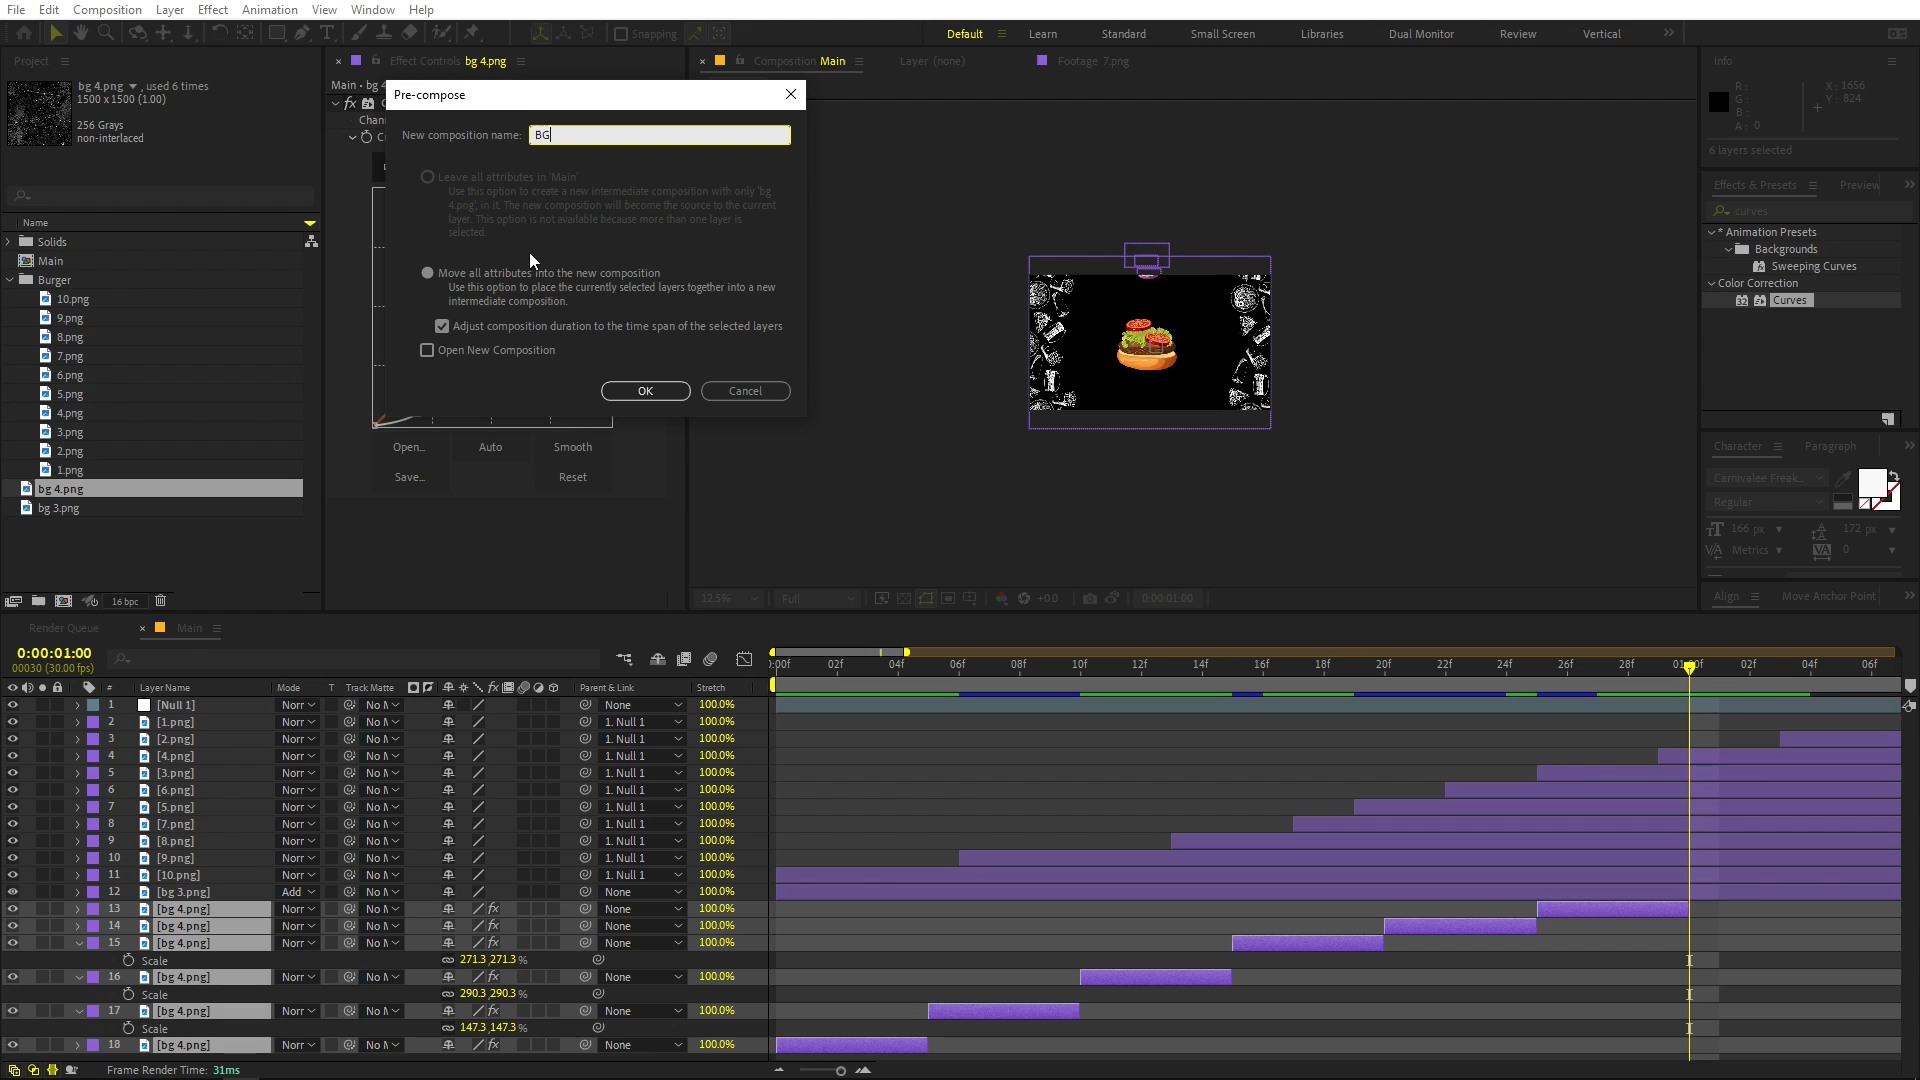 File Edit Composition Layer Effect Animation View Window Help
Snapping
Default Learn Standard Small Screen Libraries Dual Monitor Review Vertical
Project
bg 4.png , used 6 times
1500 x 1500 (1.00)
256 Grays
non-interlaced
Name
Solids
Main
Burger
10.png
9.png
8.png
7.png
6.png
5.png
4.png
3.png
2.png
1.png
bg 4.png
bg 3.png
16 bpc
Effect Controls bg 4.png
Main • bg 4
Chann
Pre-compose
New composition name: BG
Leave all attributes in 'Main'
Use this option to create a new intermediate composition with only 'bg
4.png', in it. The new composition will become the source to the current
layer. This option is not available because more than one layer is
selected.
Move all attributes into the new composition
Use this option to place the currently selected layers together into a new
intermediate composition.
Adjust composition duration to the time span of the selected layers
Open New Composition
OK Cancel
Open... Auto Smooth
Save... Reset
Composition Main Layer (none) Footage 7.png
12.5% Full +0.0 0:00:01:00
Info
R: X: 1656
G: Y: 824
B:
A: 0
6 layers selected
Effects & Presets Preview
curves
* Animation Presets
Backgrounds
Sweeping Curves
Color Correction
32 Curves
Character Paragraph
Carnivalee Freak...
Regular
166 px 172 px
Metrics 0
Align Move Anchor Point
Render Queue Main
0:00:01:00
00030 (30.00 fps)
:00f 02f 04f 06f 08f 10f 12f 14f 16f 18f 20f 22f 24f 26f 28f 01:00f 02f 04f 06f
# Layer Name Mode T Track Matte Parent & Link Stretch
1 [Null 1] Norr No M None 100.0%
2 [1.png] Norr No M 1. Null 1 100.0%
3 [2.png] Norr No M 1. Null 1 100.0%
4 [4.png] Norr No M 1. Null 1 100.0%
5 [3.png] Norr No M 1. Null 1 100.0%
6 [6.png] Norr No M 1. Null 1 100.0%
7 [5.png] Norr No M 1. Null 1 100.0%
8 [7.png] Norr No M 1. Null 1 100.0%
9 [8.png] Norr No M 1. Null 1 100.0%
10 [9.png] Norr No M 1. Null 1 100.0%
11 [10.png] Norr No M 1. Null 1 100.0%
12 [bg 3.png] Add No M None 100.0%
13 [bg 4.png] Norr No M fx None 100.0%
14 [bg 4.png] Norr No M fx None 100.0%
15 [bg 4.png] Norr No M fx None 100.0%
Scale 271.3,271.3 %
16 [bg 4.png] Norr No M fx None 100.0%
Scale 290.3,290.3 %
17 [bg 4.png] Norr No M fx None 100.0%
Scale 147.3,147.3 %
18 [bg 4.png] Norr No M fx None 100.0%
Frame Render Time: 31ms